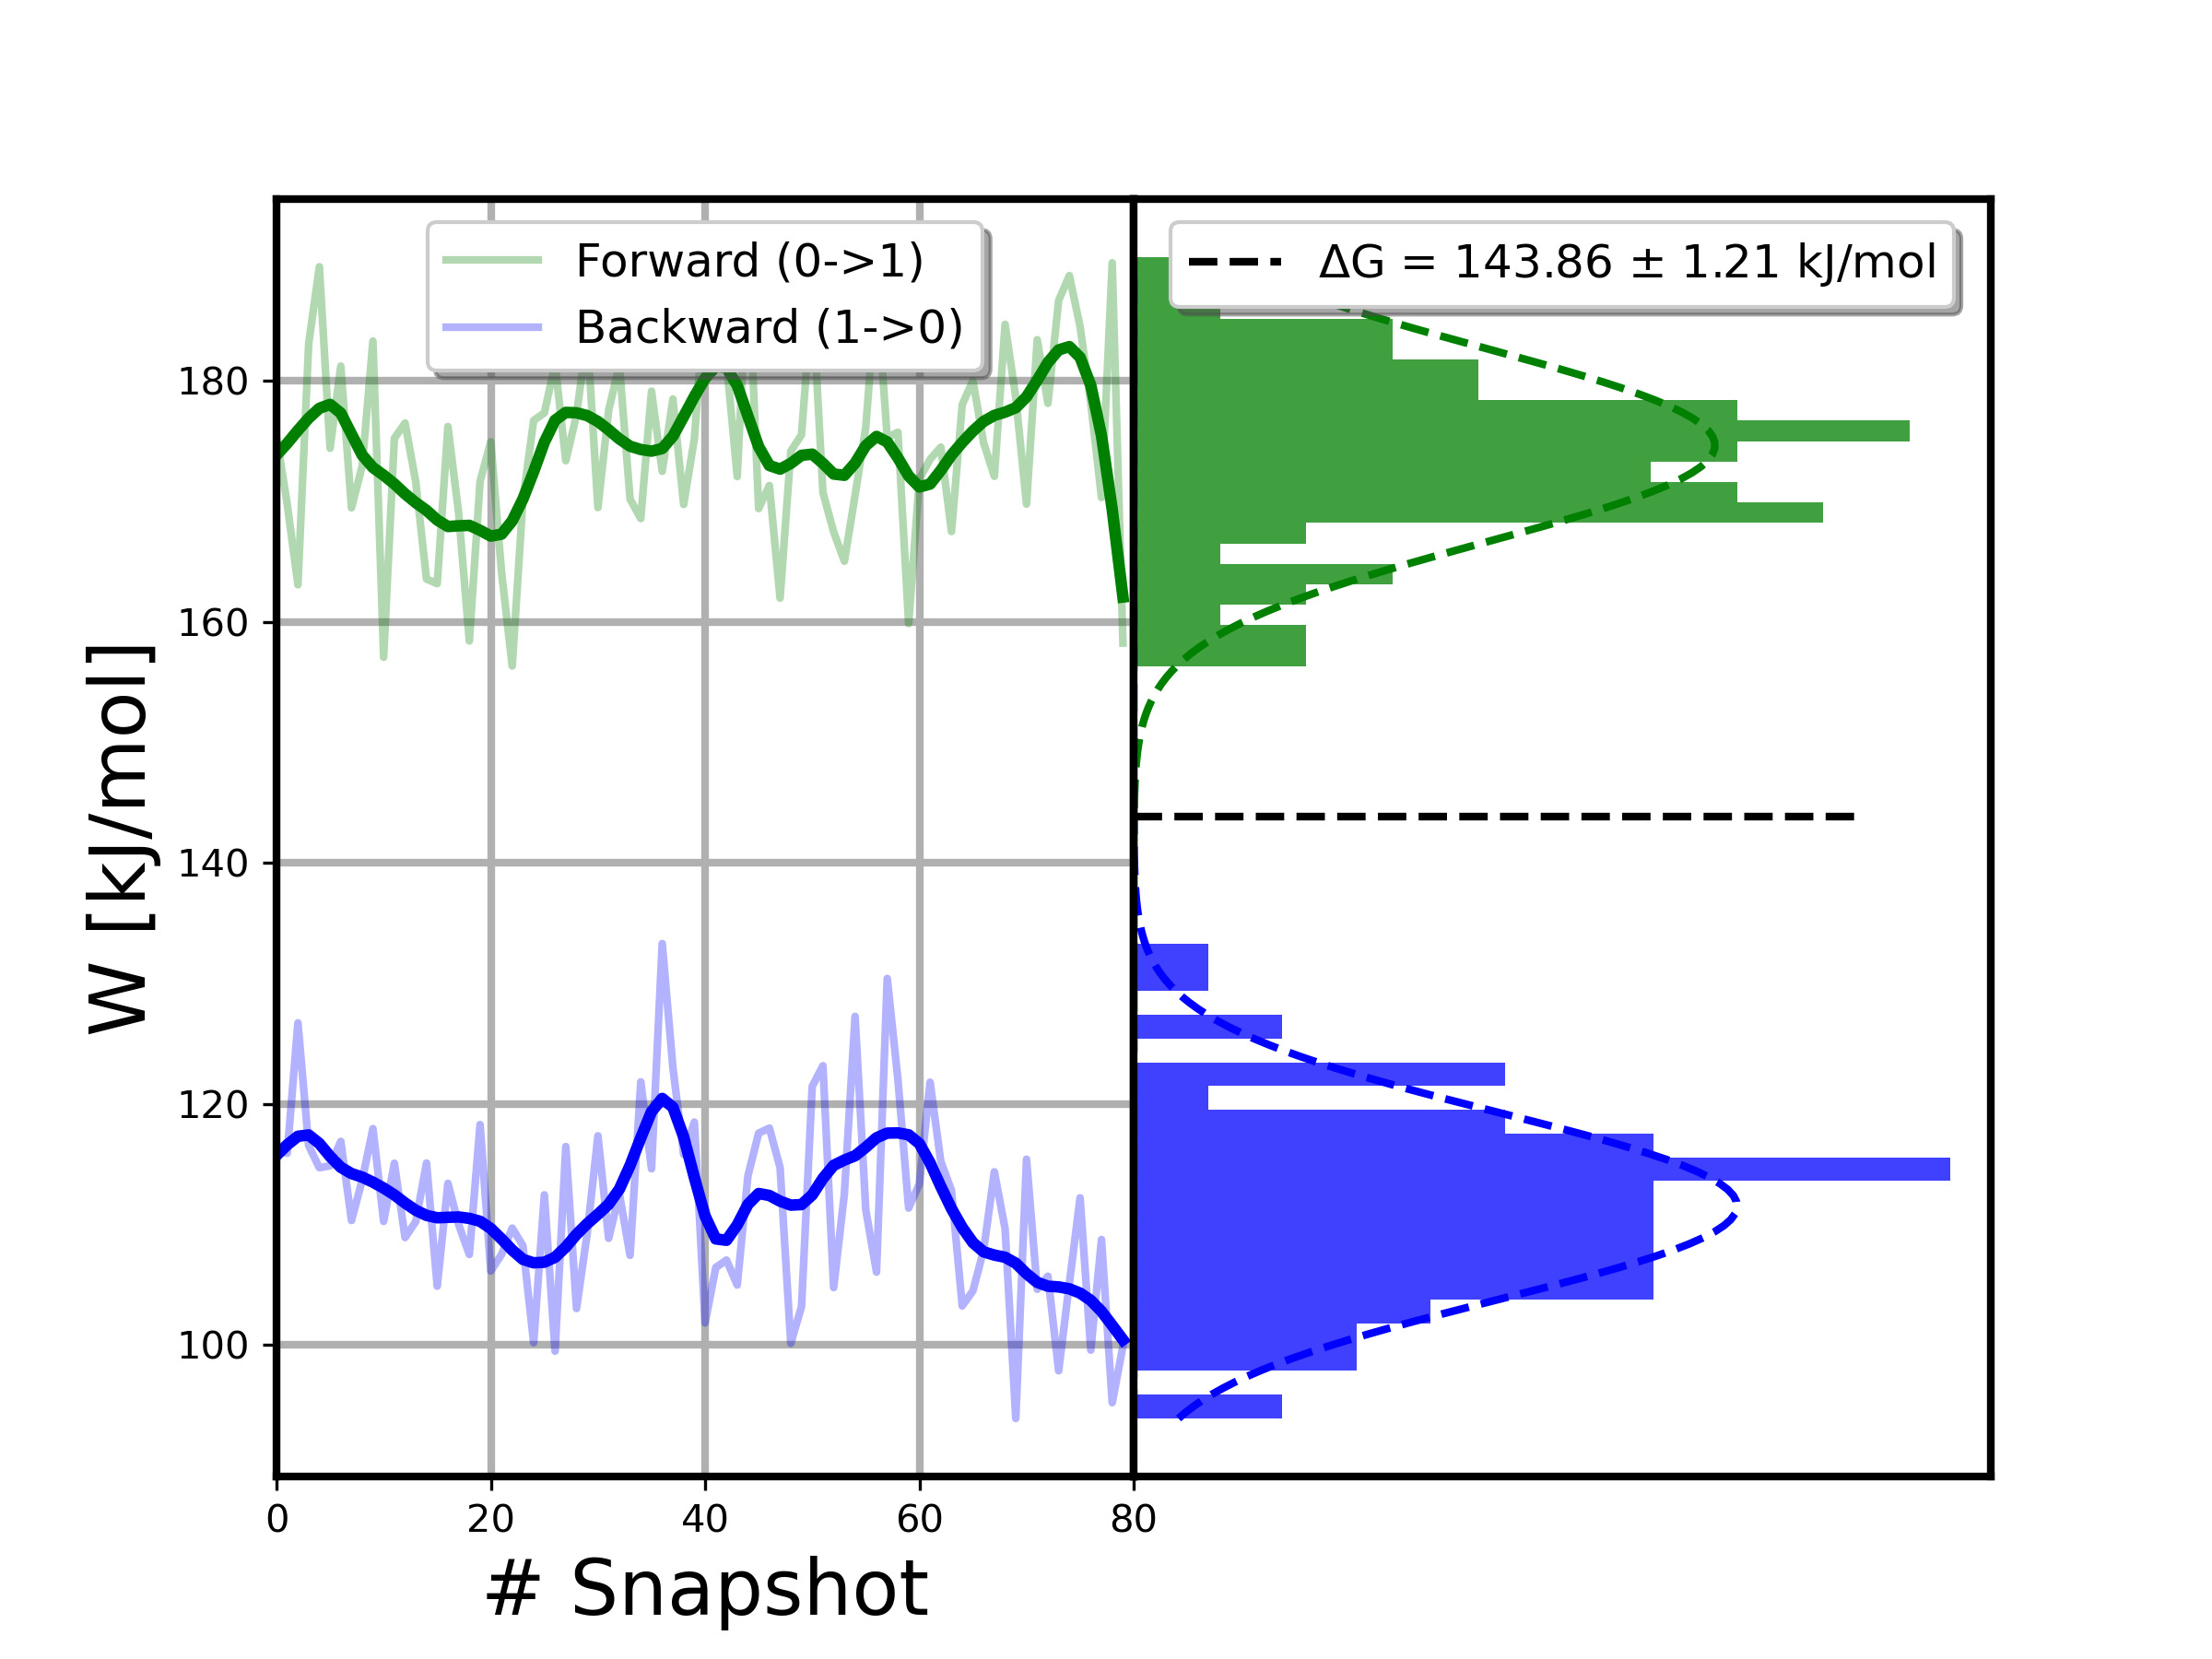 Forward (0->1)
Backward (1->0)
ΔG = 143.86 ± 1.21 kJ/mol
W [kJ/mol]
180
160
140
120
100
0 20 40 60 80
# Snapshot